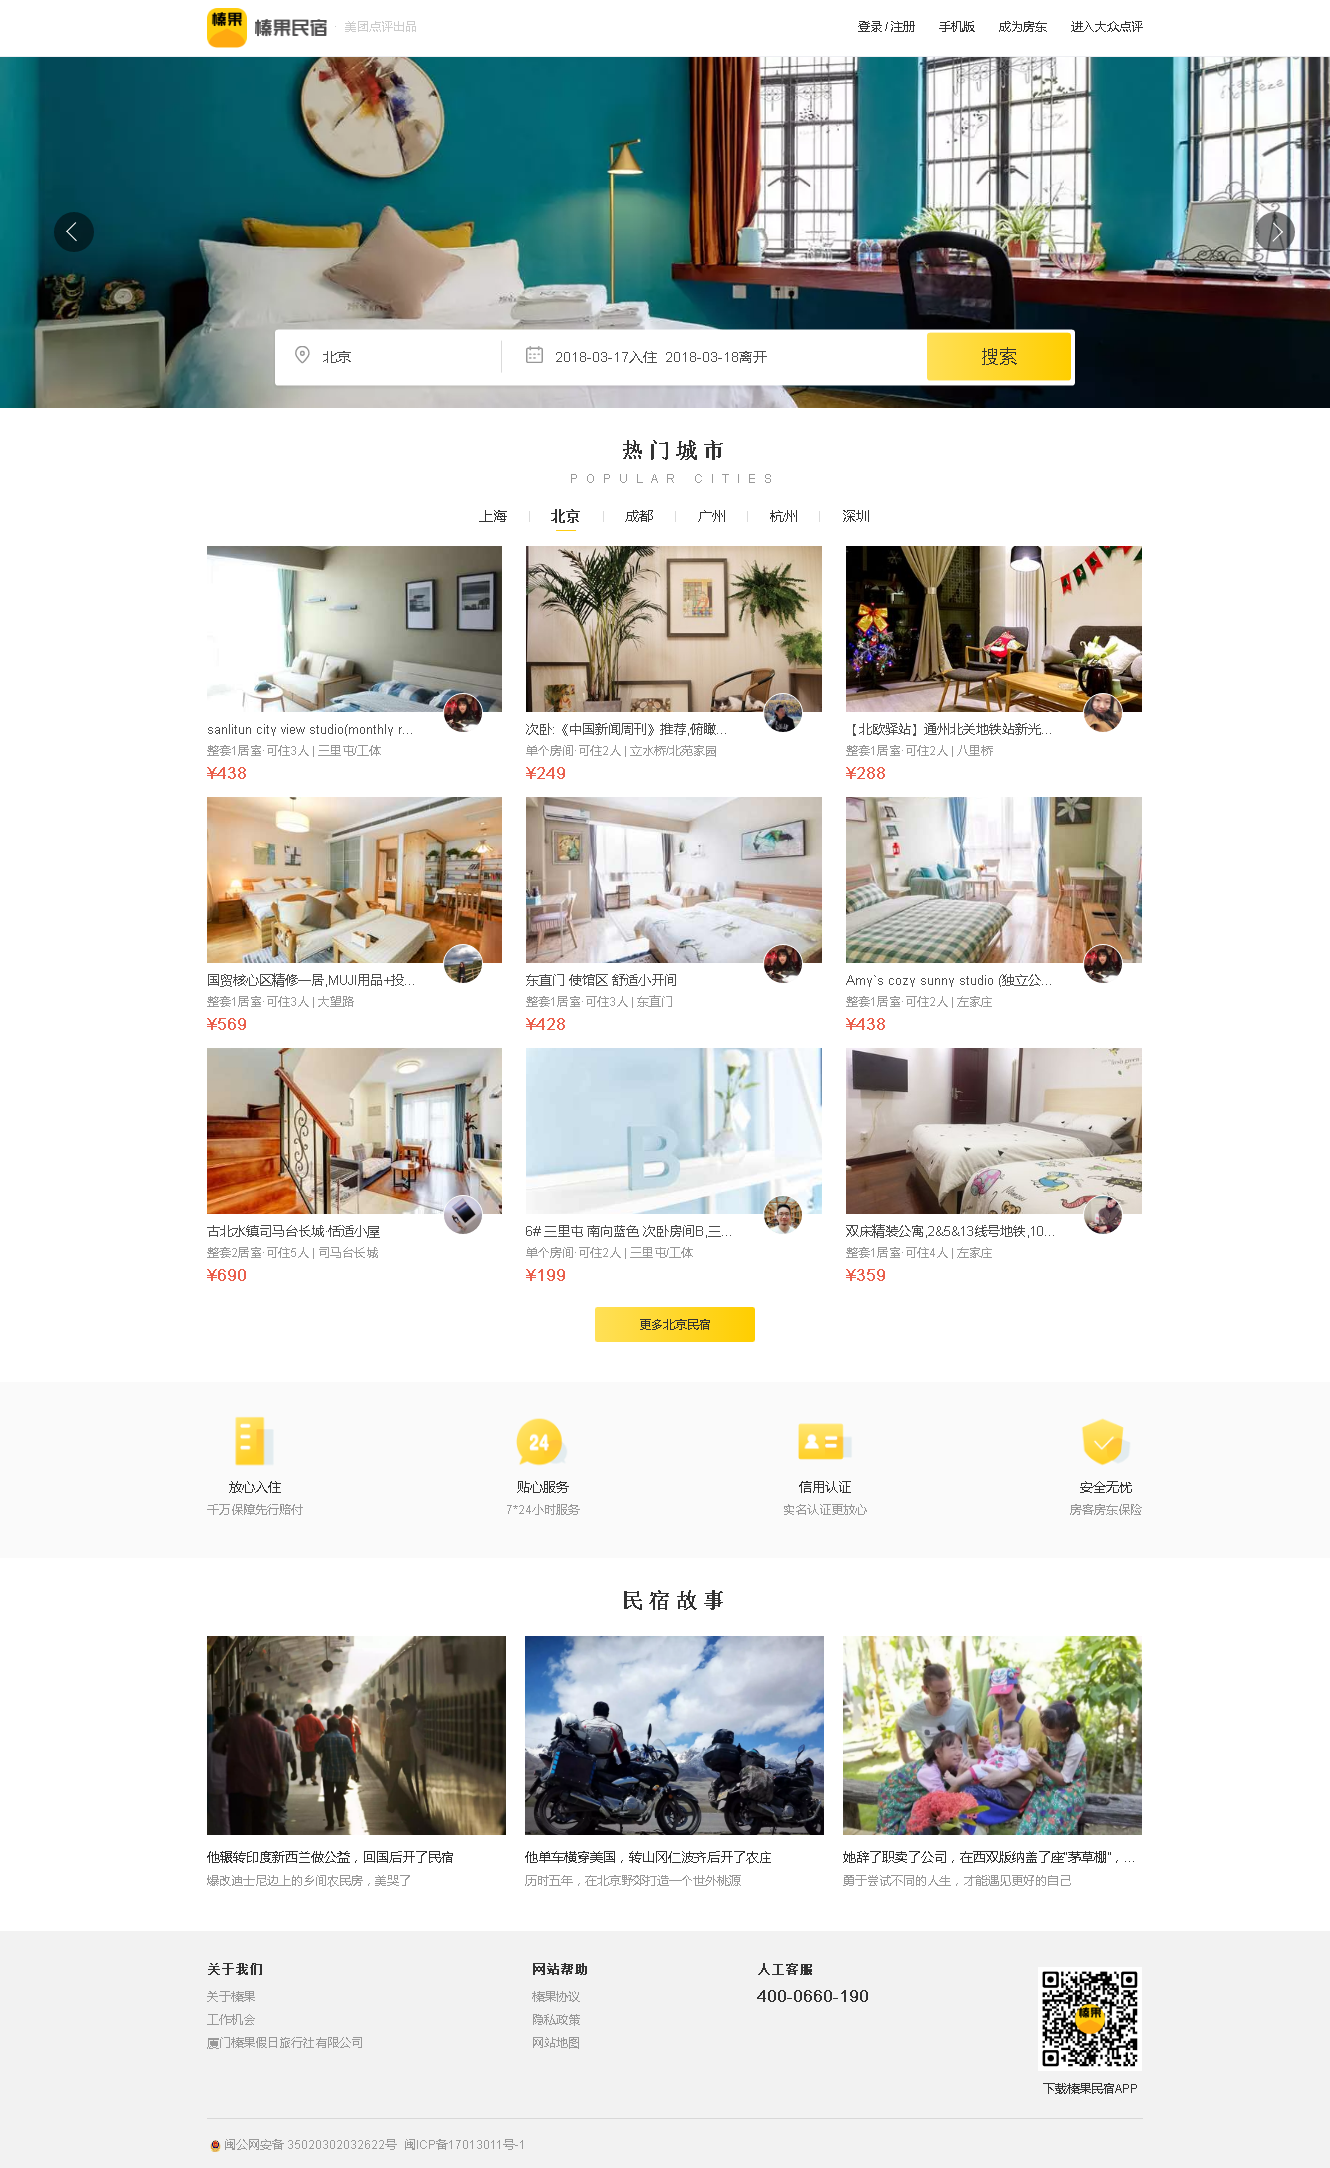 榛果
榛果民宿 美团点评出品
登录 / 注册 手机版 成为房东 进入大众点评
北京
2018-03-17入住 2018-03-18离开
搜索
热门城市
POPULAR CITIES
上海 北京 成都 广州 杭州 深圳
sanlitun city view studio(monthly r...
整套1居室·可住3人 | 三里屯/工体
¥438
次卧:《中国新闻周刊》推荐,俯瞰...
单个房间·可住2人 | 立水桥/北苑家园
¥249
【北欧驿站】通州北关地铁站新光...
整套1居室·可住2人 | 八里桥
¥288
国贸核心区精修一居,MUJI用品+投...
整套1居室·可住3人 | 大望路
¥569
东直门 使馆区 舒适小开间
整套1居室·可住3人 | 东直门
¥428
Amy`s cozy sunny studio (独立公...
整套1居室·可住2人 | 左家庄
¥438
古北水镇司马台长城·恬适小屋
整套2居室·可住5人 | 司马台长城
¥690
B
6# 三里屯 南向蓝色 次卧房间B,三...
单个房间·可住2人 | 三里屯/工体
¥199
双床精装公寓,2&5&13线号地铁,10...
整套1居室·可住4人 | 左家庄
¥359
更多北京民宿
24
放心入住
千万保障先行赔付
贴心服务
7*24小时服务
信用认证
实名认证更放心
安全无忧
房客房东保险
民宿故事
他辗转印度新西兰做公益，回国后开了民宿
爆改迪士尼边上的乡间农民房，美哭了
他单车横穿美国，转山冈仁波齐后开了农庄
历时五年，在北京野郊打造一个世外桃源
她辞了职卖了公司，在西双版纳盖了座"茅草棚"，...
勇于尝试不同的人生，才能遇见更好的自己
关于我们
关于榛果
工作机会
厦门榛果假日旅行社有限公司
网站帮助
榛果协议
隐私政策
网站地图
人工客服
400-0660-190
榛果
下载榛果民宿APP
闽公网安备 35020302032622号 闽ICP备17013011号-1